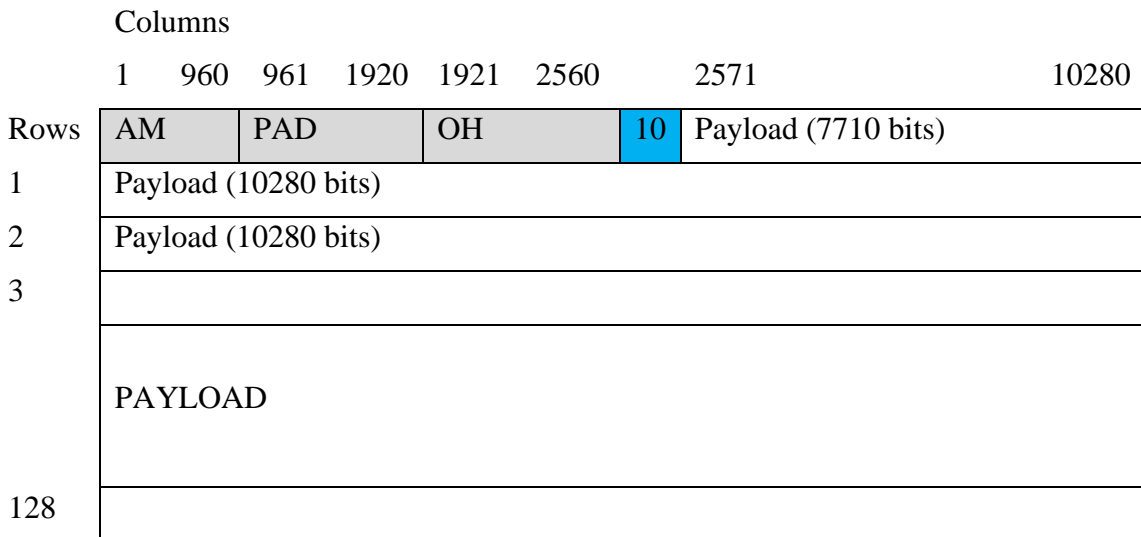 Columns
1 960 961 1920 1921 2560 2571 10280
Rows AM PAD OH 10 Payload (7710 bits)
1 Payload (10280 bits)
2 Payload (10280 bits)
3
PAYLOAD
128